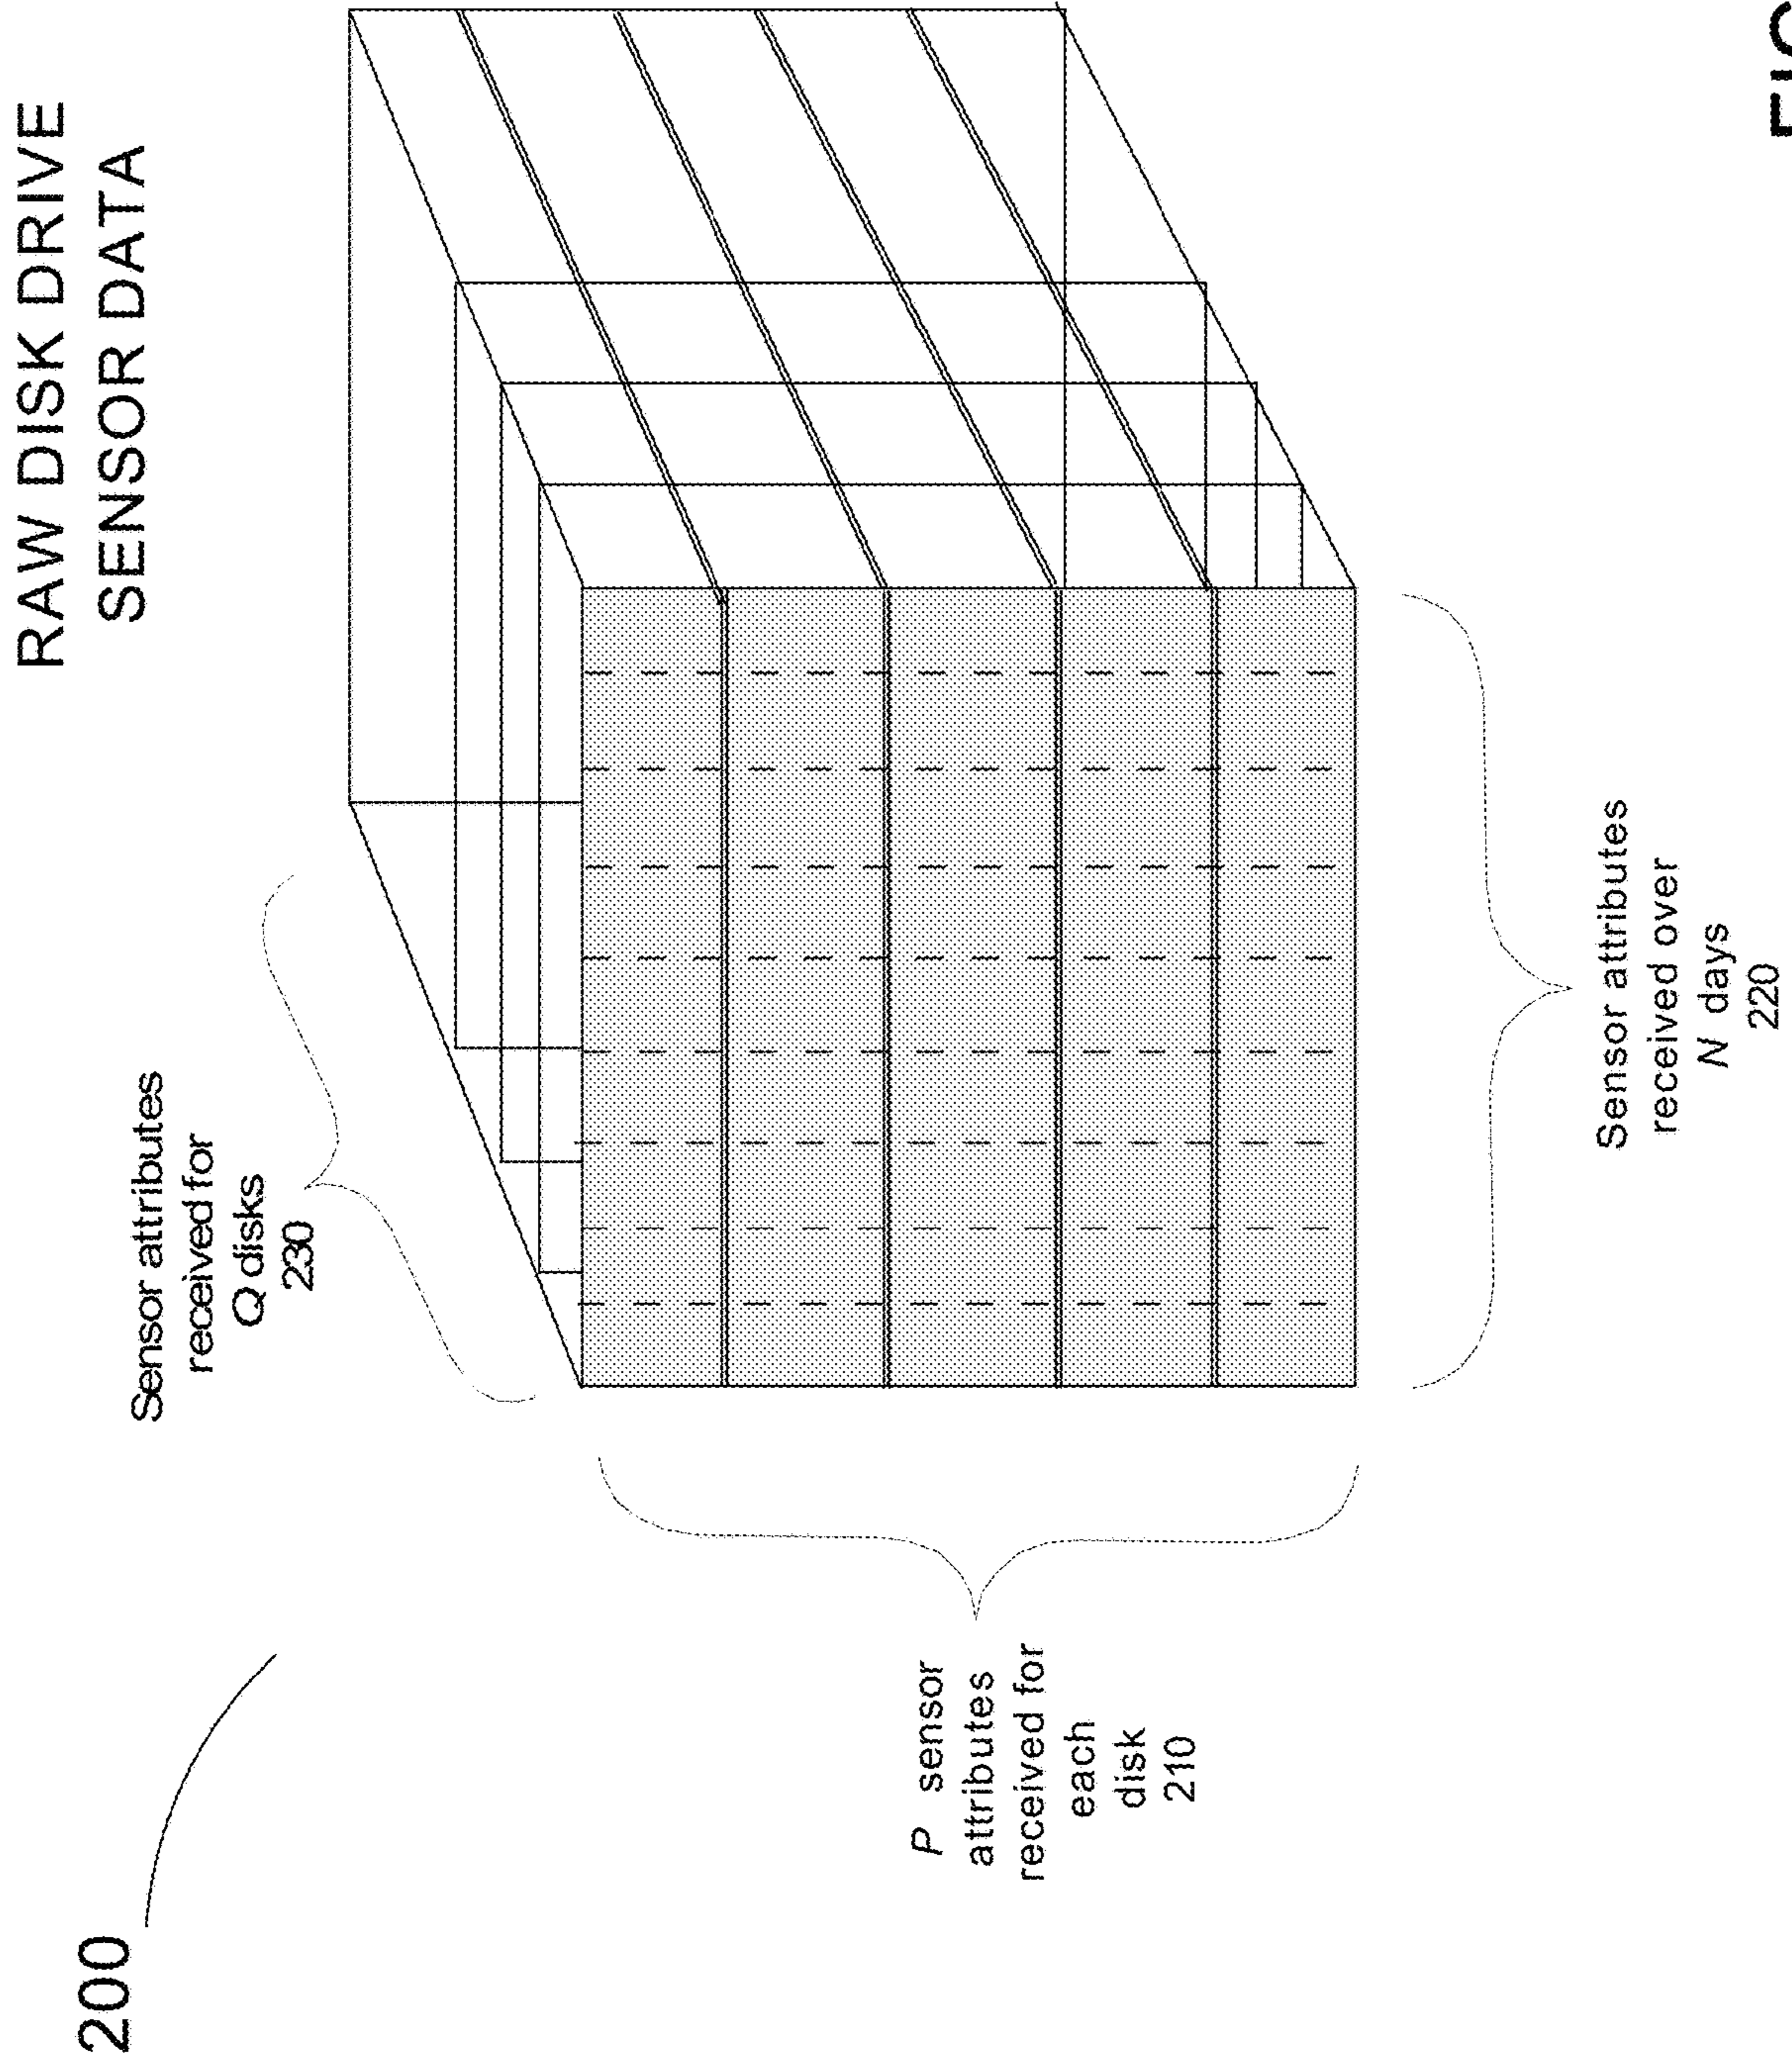 200
RAW DISK DRIVE
SENSOR DATA
Sensor attributes
received for
Q disks
230
P sensor
attributes
received for
each
disk
210
Sensor attributes
received over
N days
220